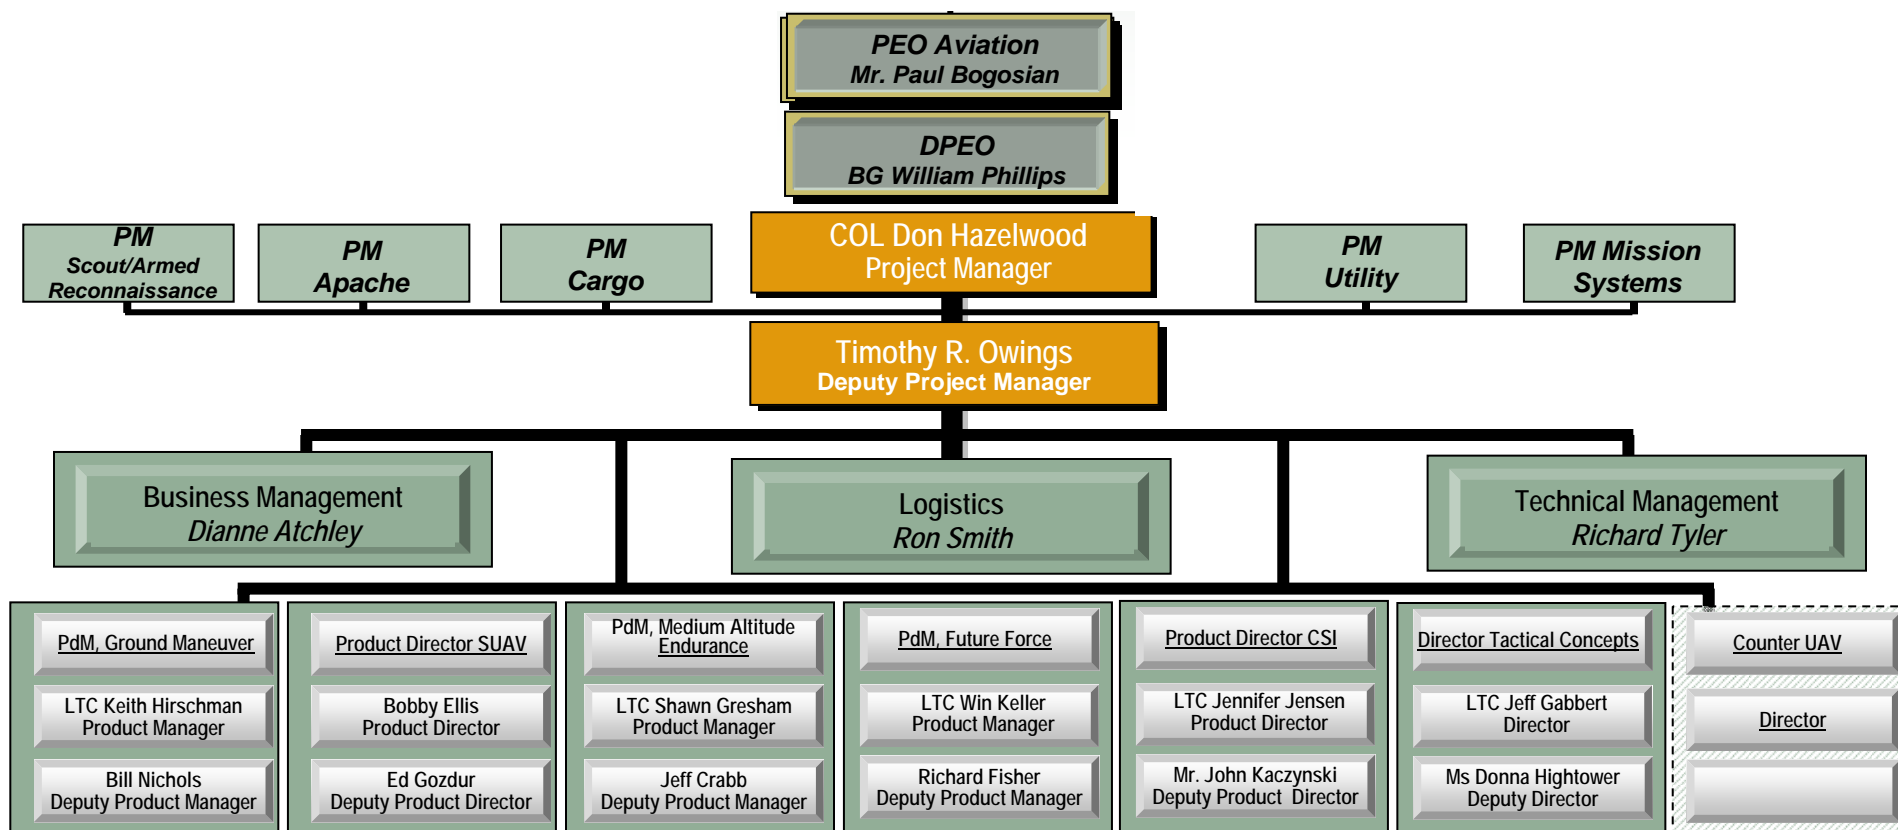 PEO Aviation
Mr. Paul Bogosian
DPEO
BG William Phillips
PM
Scout/Armed
Reconnaissance
PM
Apache
PM
Cargo
COL Don Hazelwood
Project Manager
PM
Utility
PM Mission
Systems
Timothy R. Owings
Deputy Project Manager
Business Management
Dianne Atchley
Logistics
Ron Smith
Technical Management
Richard Tyler
PdM, Ground Maneuver
LTC Keith Hirschman
Product Manager
Bill Nichols
Deputy Product Manager
Product Director SUAV
Bobby Ellis
Product Director
Ed Gozdur
Deputy Product Director
PdM, Medium Altitude
Endurance
LTC Shawn Gresham
Product Manager
Jeff Crabb
Deputy Product Manager
PdM, Future Force
LTC Win Keller
Product Manager
Richard Fisher
Deputy Product Manager
Product Director CSI
LTC Jennifer Jensen
Product Director
Mr. John Kaczynski
Deputy Product Director
Director Tactical Concepts
LTC Jeff Gabbert
Director
Ms Donna Hightower
Deputy Director
Counter UAV
Director